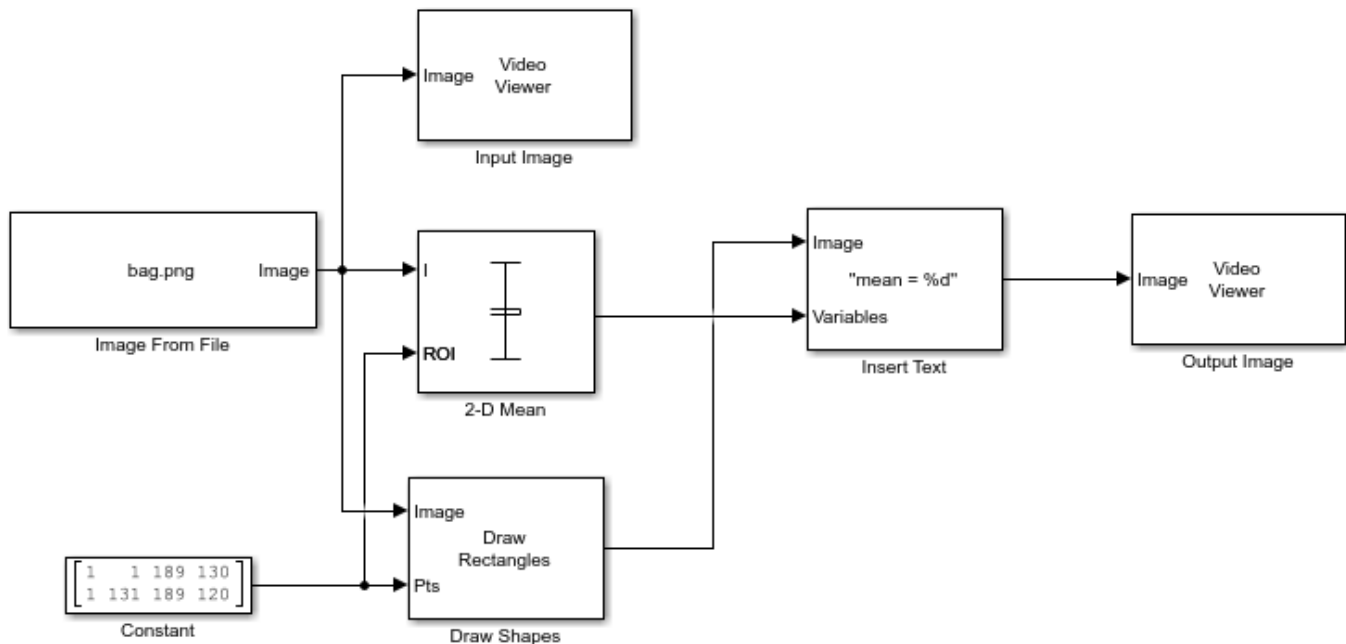 Image
Video
Viewer
Input Image
bag.png
Image
Image From File
I
ROI
2-D Mean
Image
"mean = %d"
Variables
Insert Text
Image
Video
Viewer
Output Image
Image
Draw
Rectangles
Pts
Draw Shapes
1 1 189 130
1 131 189 120
Constant